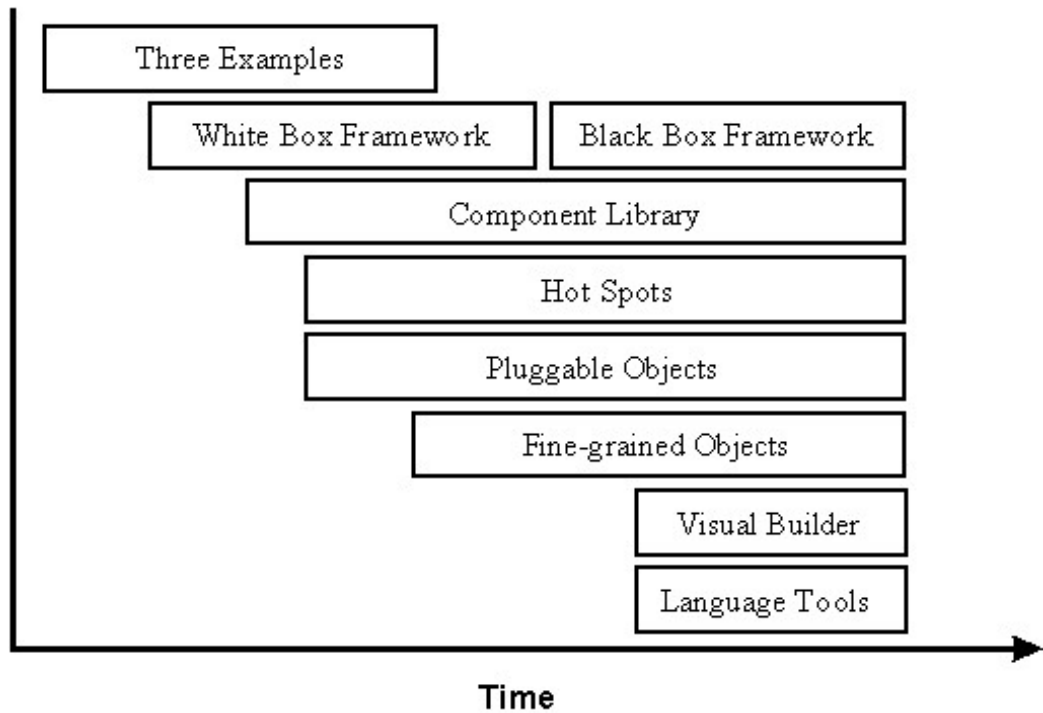 Three Examples
White Box Framework
Black Box Framework
Component Library
Hot Spots
Pluggable Objects
Fine-grained Objects
Visual Builder
Language Tools
Time